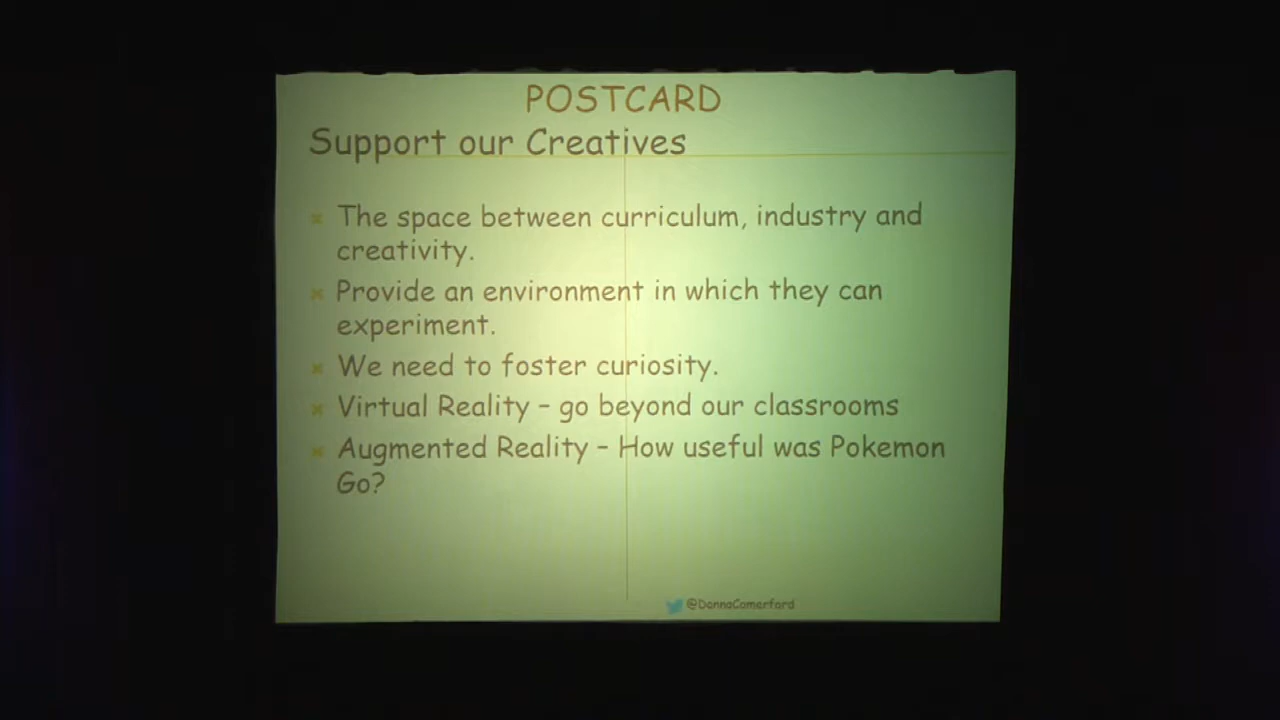 POSTCARD
Support our Creatives
The space between curriculum, industry and
creativity.
Provide an environment in which they can
experiment.
We need to foster curiosity.
Virtual Reality – go beyond our classrooms
Augmented Reality – How useful was Pokemon
Go?
@DonnaComerford